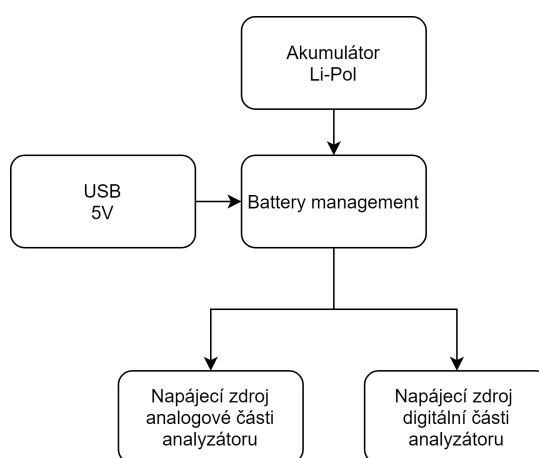 Akumulátor
Li-Pol
USB
5V
Battery management
Napájecí zdroj
analogové části
analyzátoru
Napájecí zdroj
digitální části
analyzátoru